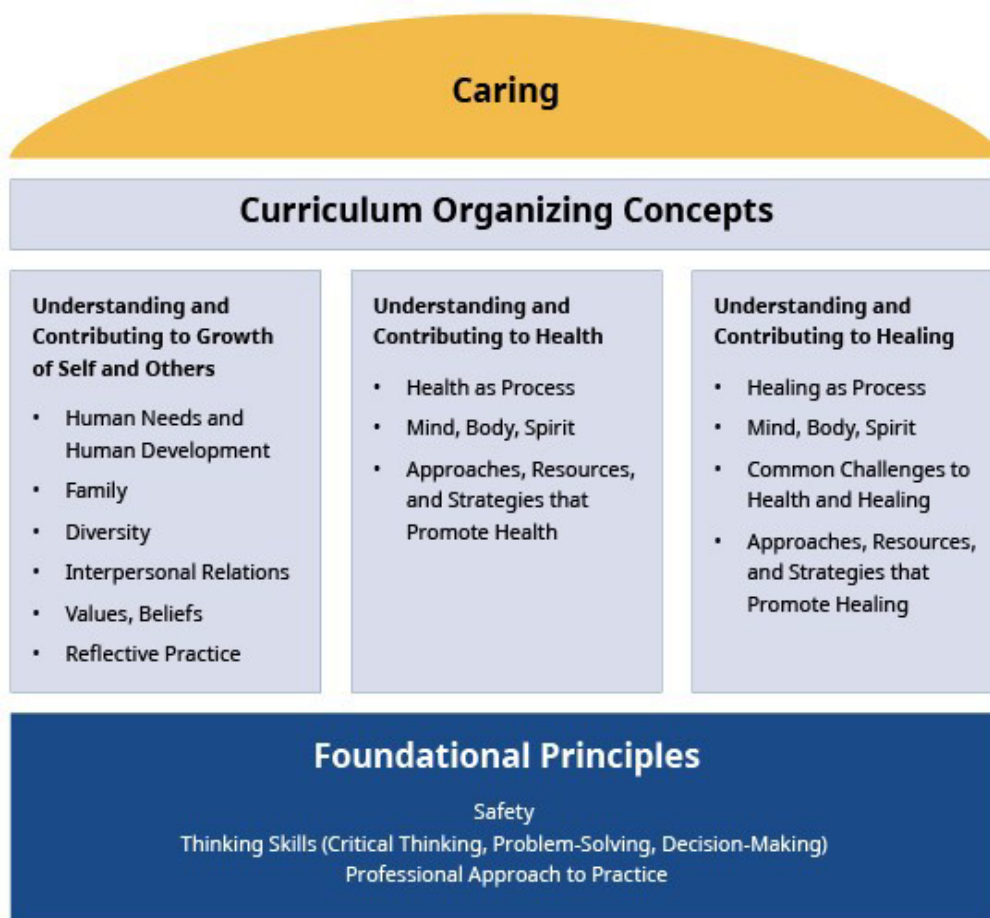 Caring
Curriculum Organizing Concepts
Understanding and
Contributing to Growth
of Self and Others
• Human Needs and
Human Development
• Family
• Diversity
• Interpersonal Relations
• Values, Beliefs
• Reflective Practice
Understanding and
Contributing to Health
• Health as Process
• Mind, Body, Spirit
• Approaches, Resources,
and Strategies that
Promote Health
Understanding and
Contributing to Healing
• Healing as Process
• Mind, Body, Spirit
• Common Challenges to
Health and Healing
• Approaches, Resources,
and Strategies that
Promote Healing
Foundational Principles
Safety
Thinking Skills (Critical Thinking, Problem-Solving, Decision-Making)
Professional Approach to Practice